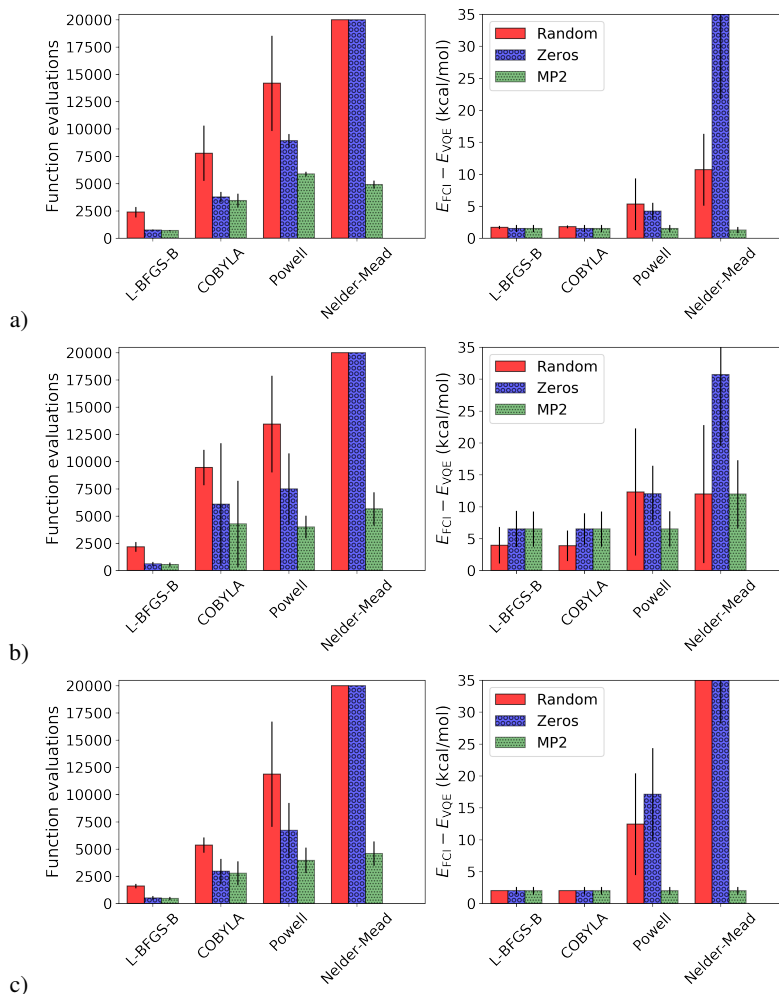 Function evaluations
20000
17500
15000
12500
10000
7500
5000
2500
0
L-BFGS-B
COBYLA
Powell
Nelder-Mead
E_FCI − E_VQE (kcal/mol)
35
30
25
20
15
10
5
0
Random
Zeros
MP2
L-BFGS-B
COBYLA
Powell
Nelder-Mead
a)
Function evaluations
20000
17500
15000
12500
10000
7500
5000
2500
0
L-BFGS-B
COBYLA
Powell
Nelder-Mead
E_FCI − E_VQE (kcal/mol)
35
30
25
20
15
10
5
0
Random
Zeros
MP2
L-BFGS-B
COBYLA
Powell
Nelder-Mead
b)
Function evaluations
20000
17500
15000
12500
10000
7500
5000
2500
0
L-BFGS-B
COBYLA
Powell
Nelder-Mead
E_FCI − E_VQE (kcal/mol)
35
30
25
20
15
10
5
0
Random
Zeros
MP2
L-BFGS-B
COBYLA
Powell
Nelder-Mead
c)